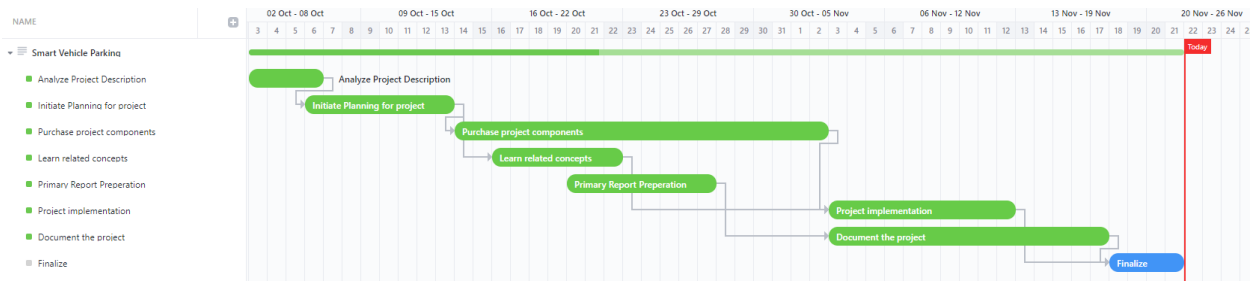 NAME
02 Oct - 08 Oct 09 Oct - 15 Oct 16 Oct - 22 Oct 23 Oct - 29 Oct 30 Oct - 05 Nov 06 Nov - 12 Nov 13 Nov - 19 Nov 20 Nov - 26 Nov
3 4 5 6 7 8 9 10 11 12 13 14 15 16 17 18 19 20 21 22 23 24 25 26 27 28 29 30 31 1 2 3 4 5 6 7 8 9 10 11 12 13 14 15 16 17 18 19 20 21 22 23 24
Today
Smart Vehicle Parking
Analyze Project Description Analyze Project Description
Initiate Planning for project Initiate Planning for project
Purchase project components Purchase project components
Learn related concepts Learn related concepts
Primary Report Preperation Primary Report Preperation
Project implementation Project implementation
Document the project Document the project
Finalize Finalize